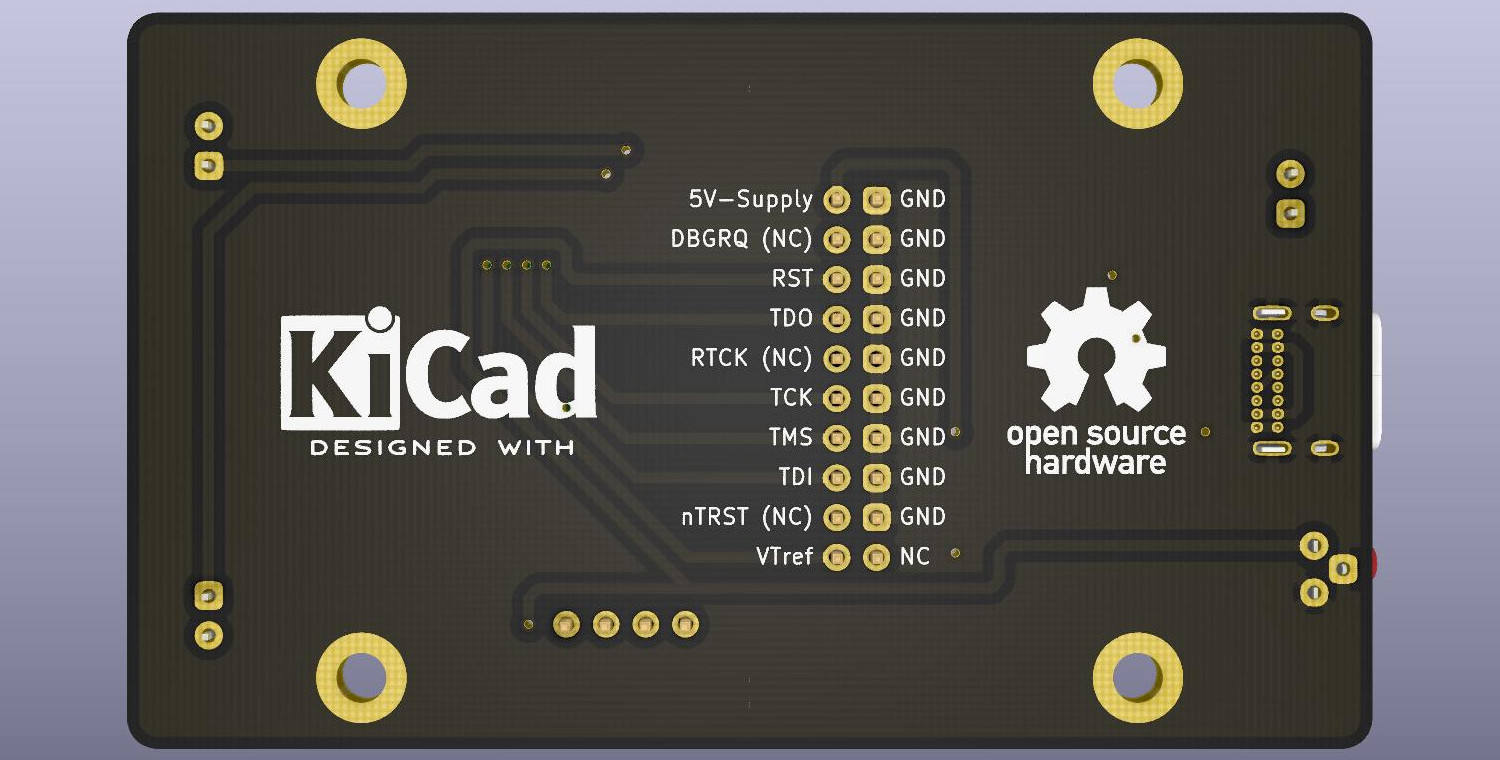 5V-Supply GND
DBGRQ (NC) GND
RST GND
TDO GND
RTCK (NC) GND
TCK GND
TMS GND
TDI GND
nTRST (NC) GND
VTref NC
KiCad
DESIGNED WITH
open source
hardware